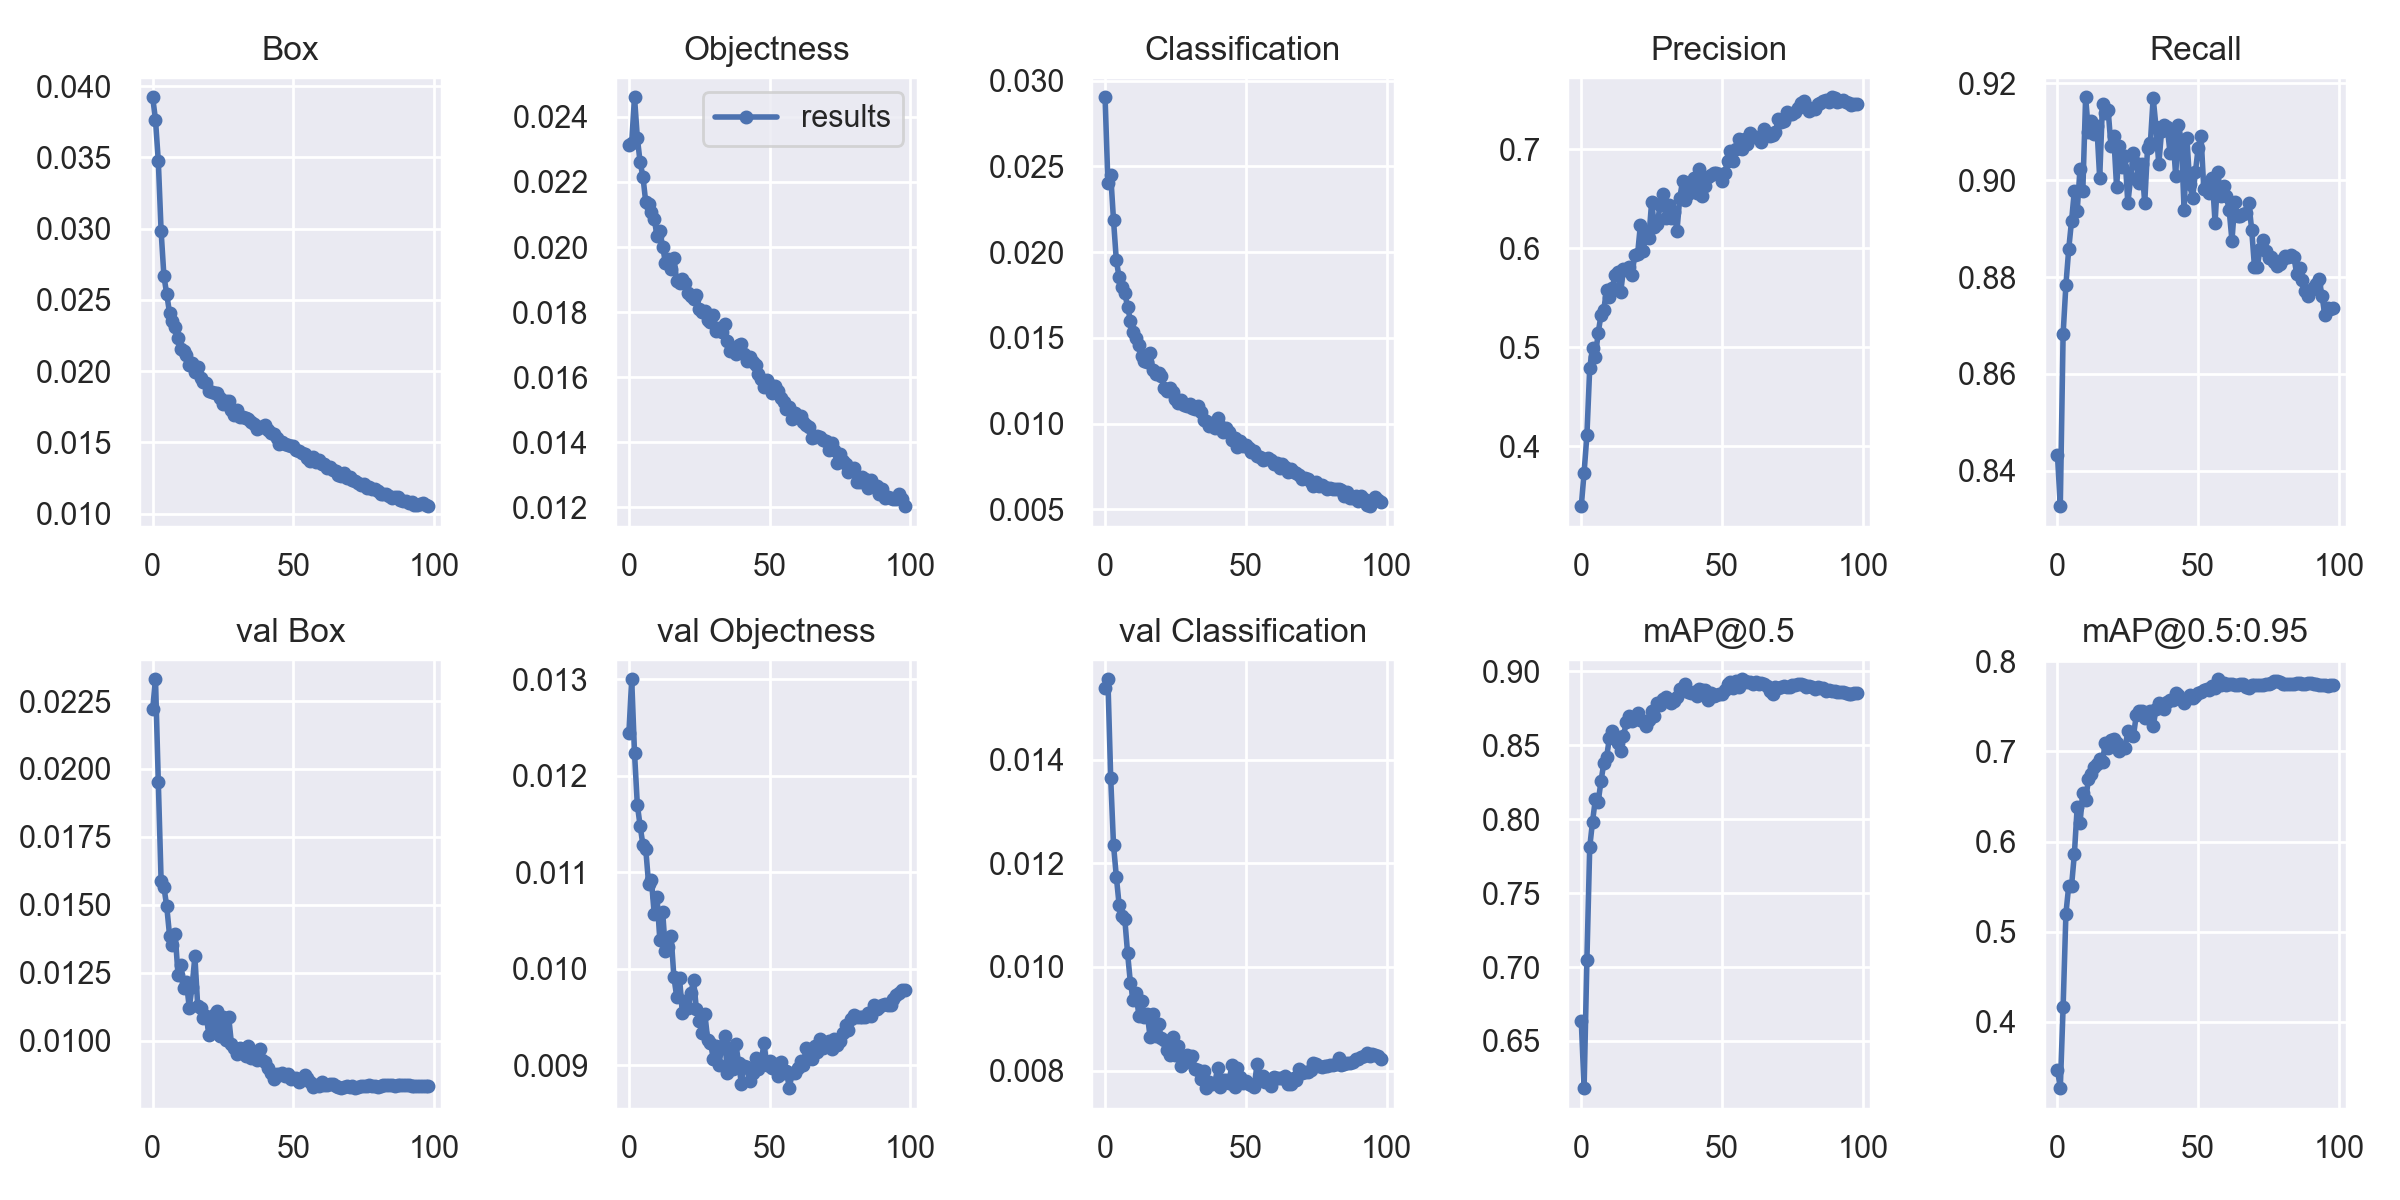 Box
Objectness
Classification
Precision
Recall
0.040
0.035
0.030
0.025
0.020
0.015
0.010
0 50 100
results
0.024
0.022
0.020
0.018
0.016
0.014
0.012
0 50 100
0.030
0.025
0.020
0.015
0.010
0.005
0 50 100
0.7
0.6
0.5
0.4
0 50 100
0.92
0.90
0.88
0.86
0.84
0 50 100
val Box
val Objectness
val Classification
mAP@0.5
mAP@0.5:0.95
0.0225
0.0200
0.0175
0.0150
0.0125
0.0100
0 50 100
0.013
0.012
0.011
0.010
0.009
0 50 100
0.014
0.012
0.010
0.008
0 50 100
0.90
0.85
0.80
0.75
0.70
0.65
0 50 100
0.8
0.7
0.6
0.5
0.4
0 50 100